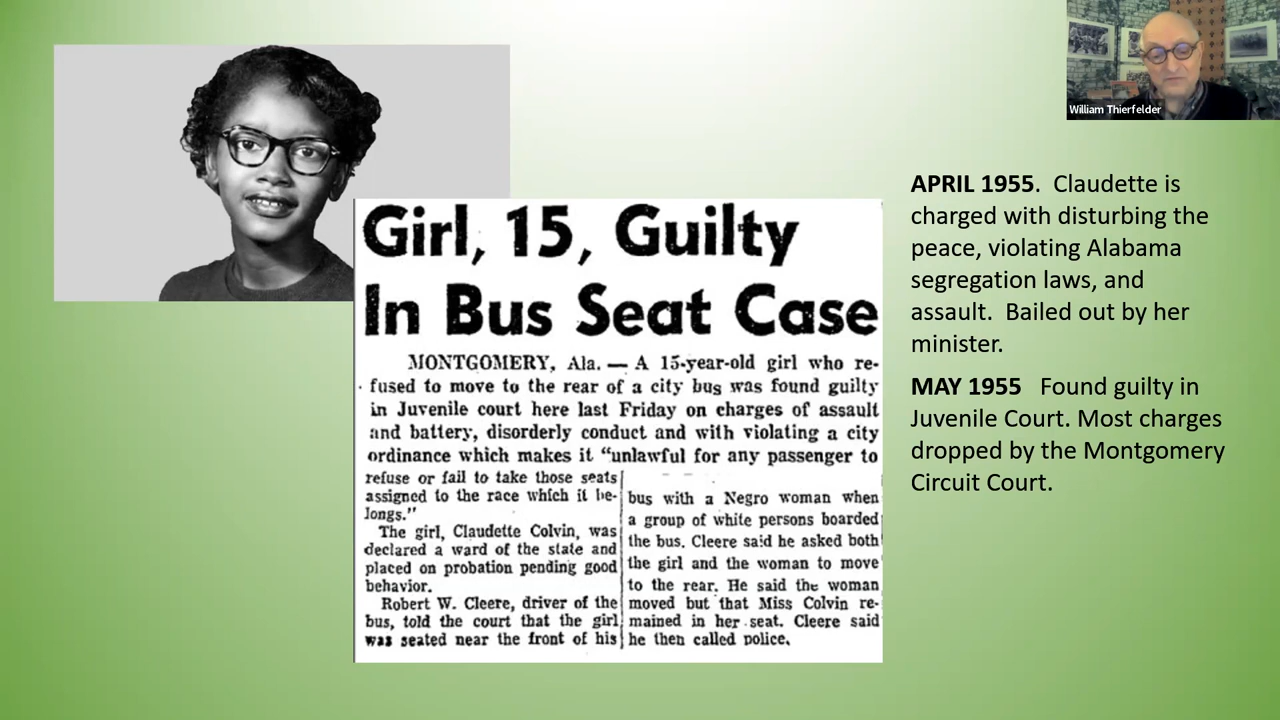 William Thierfelder
Girl, 15, Guilty
In Bus Seat Case
MONTGOMERY, Ala. — A 15-year-old girl who re-
fused to move to the rear of a city bus was found guilty
in Juvenile court here last Friday on charges of assault
and battery, disorderly conduct and with violating a city
ordinance which makes it “unlawful for any passenger to
refuse or fail to take those seats
assigned to the race which it be-
longs.”
The girl, Claudette Colvin, was
declared a ward of the state and
placed on probation pending good
behavior.
Robert W. Cleere, driver of the
bus, told the court that the girl
was seated near the front of his
bus with a Negro woman when
a group of white persons boarded
the bus. Cleere said he asked both
the girl and the woman to move
to the rear. He said the woman
moved but that Miss Colvin re-
mained in her seat. Cleere said
he then called police.
APRIL 1955. Claudette is
charged with disturbing the
peace, violating Alabama
segregation laws, and
assault. Bailed out by her
minister.
MAY 1955 Found guilty in
Juvenile Court. Most charges
dropped by the Montgomery
Circuit Court.